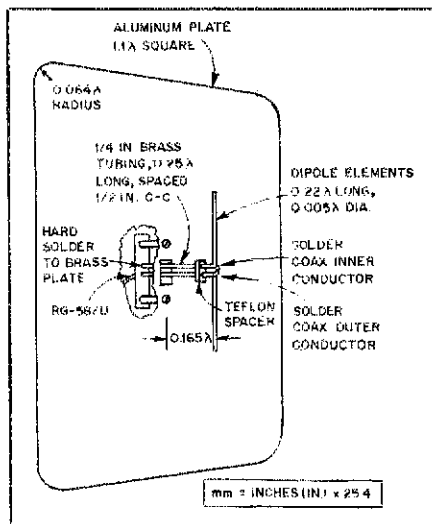 ALUMINUM PLATE
1.1λ SQUARE
0.064λ
RADIUS
1/4 IN BRASS
TUBING, 0.25λ
LONG, SPACED
1/2 IN. C-C
DIPOLE ELEMENTS
0.22λ LONG,
0.005λ DIA.
HARD
SOLDER
TO BRASS
PLATE
SOLDER
COAX INNER
CONDUCTOR
RG-58/U
TEFLON
SPACER
SOLDER
COAX OUTER
CONDUCTOR
0.165λ
mm = INCHES (IN.) x 25.4